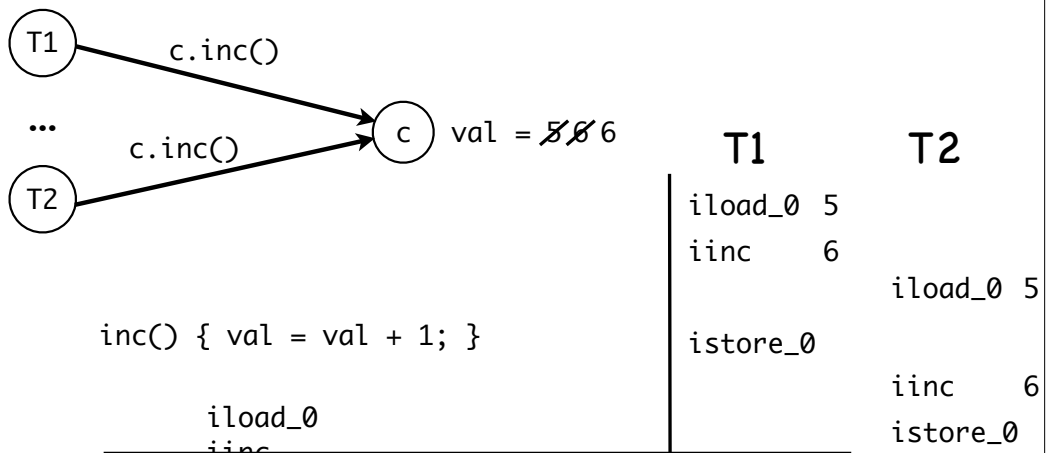 T1
c.inc()
...
c.inc()
T2
c
val = 5 6 6
inc() { val = val + 1; }
iload_0
iinc
T1 T2
iload_0 5
iinc 6
iload_0 5
istore_0
iinc 6
istore_0